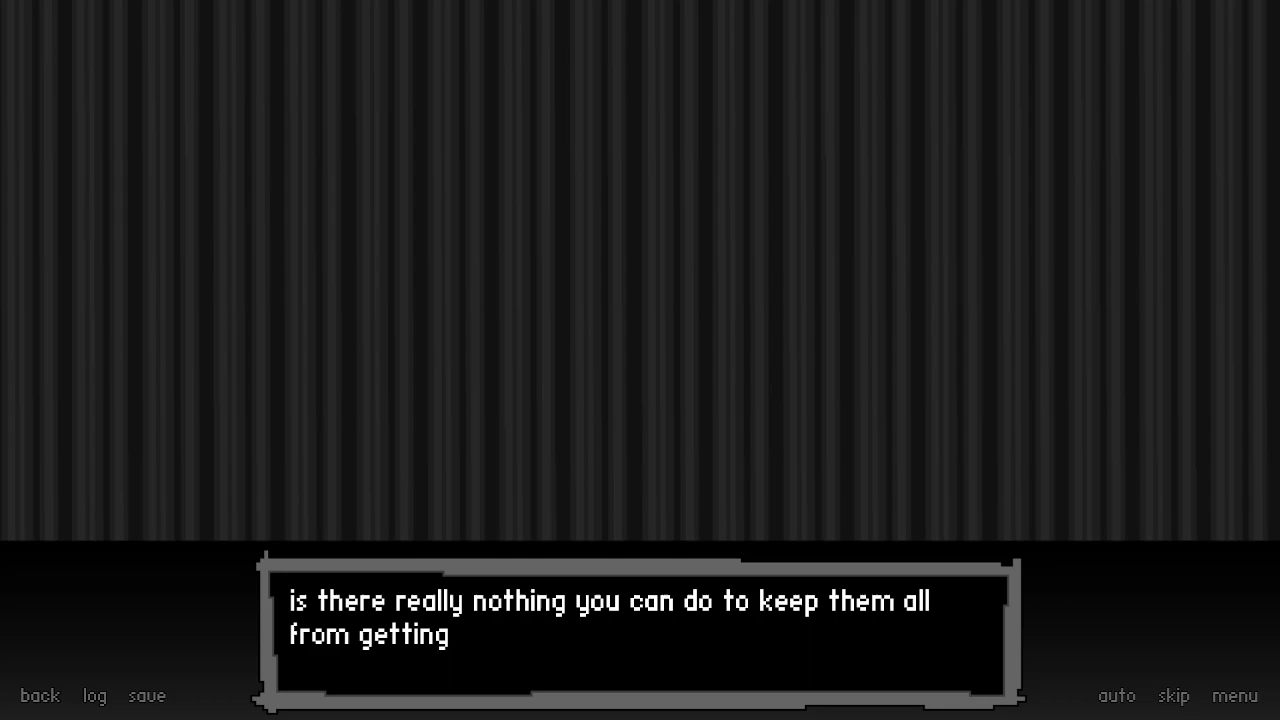 is there really nothing you can do to keep them all
from getting
back log save
auto skip menu